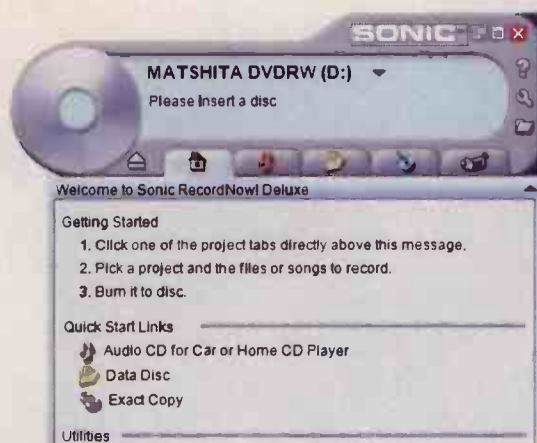 SONIC
MATSHITA DVDRW (D:)
Please Insert a disc
Welcome to Sonic RecordNow! Deluxe
Getting Started
1. Click one of the project tabs directly above this message.
2. Pick a project and the files or songs to record.
3. Burn it to disc.
Quick Start Links
Audio CD for Car or Home CD Player
Data Disc
Exact Copy
Utilities